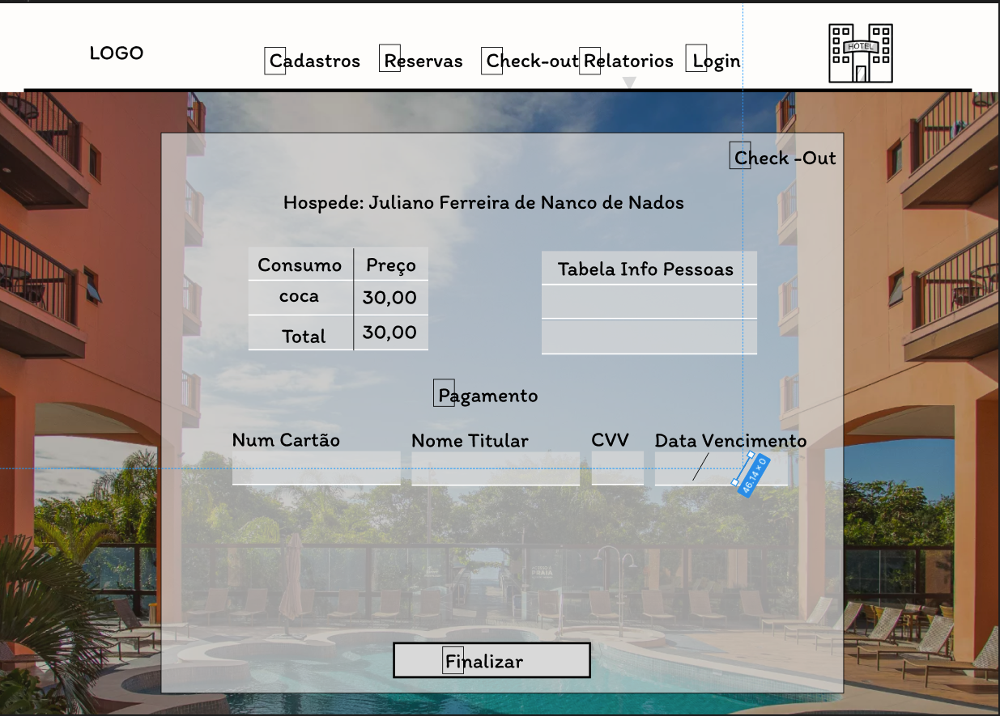 LOGO
Cadastros Reservas Check-out Relatorios Login
HOTEL
Check -Out
Hospede: Juliano Ferreira de Nanco de Nados
Consumo Preço
coca 30,00
Total 30,00
Tabela Info Pessoas
Pagamento
Num Cartão Nome Titular CVV Data Vencimento
46.14 × 0
PRAIA
Finalizar